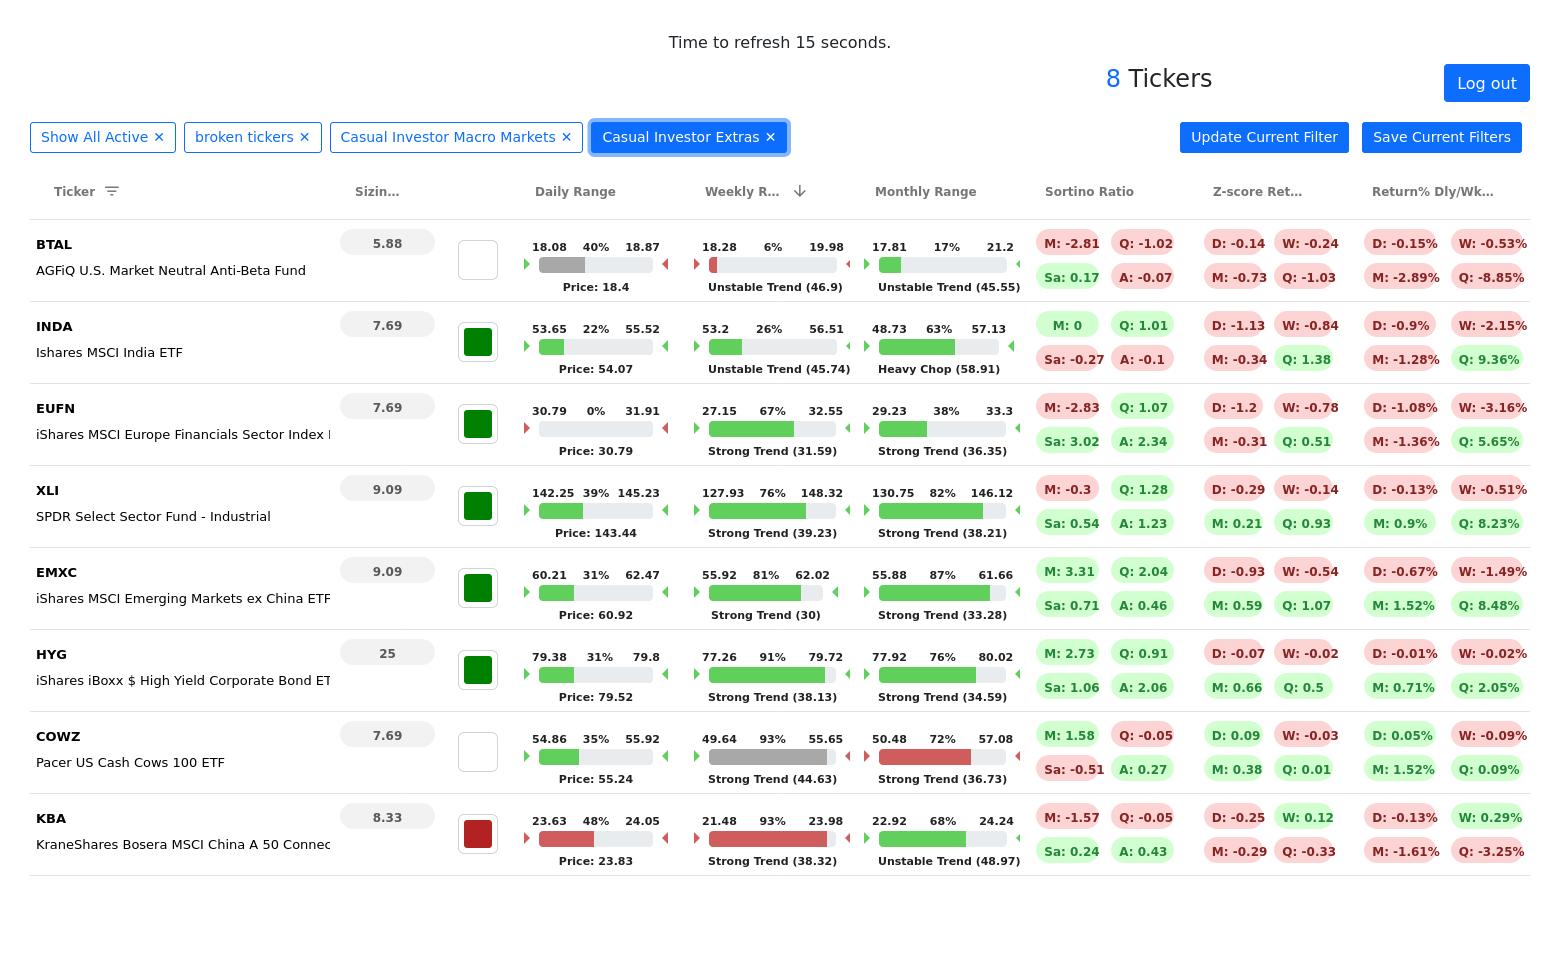 Time to refresh 15 seconds.
8 Tickers
Log out
Show All Active ✕ broken tickers ✕ Casual Investor Macro Markets ✕ Casual Investor Extras ✕ Update Current Filter Save Current Filters
Ticker Sizin... Daily Range Weekly R... Monthly Range Sortino Ratio Z-score Ret... Return% Dly/Wk...
BTAL 5.88 18.08 40% 18.87 18.28 6% 19.98 17.81 17% 21.2 M: -2.81 Q: -1.02 D: -0.14 W: -0.24 D: -0.15% W: -0.53%
AGFiQ U.S. Market Neutral Anti-Beta Fund Sa: 0.17 A: -0.07 M: -0.73 Q: -1.03 M: -2.89% Q: -8.85%
Price: 18.4 Unstable Trend (46.9) Unstable Trend (45.55)
INDA 7.69 53.65 22% 55.52 53.2 26% 56.51 48.73 63% 57.13 M: 0 Q: 1.01 D: -1.13 W: -0.84 D: -0.9% W: -2.15%
Ishares MSCI India ETF Sa: -0.27 A: -0.1 M: -0.34 Q: 1.38 M: -1.28% Q: 9.36%
Price: 54.07 Unstable Trend (45.74) Heavy Chop (58.91)
EUFN 7.69 30.79 0% 31.91 27.15 67% 32.55 29.23 38% 33.3 M: -2.83 Q: 1.07 D: -1.2 W: -0.78 D: -1.08% W: -3.16%
iShares MSCI Europe Financials Sector Index Sa: 3.02 A: 2.34 M: -0.31 Q: 0.51 M: -1.36% Q: 5.65%
Price: 30.79 Strong Trend (31.59) Strong Trend (36.35)
XLI 9.09 142.25 39% 145.23 127.93 76% 148.32 130.75 82% 146.12 M: -0.3 Q: 1.28 D: -0.29 W: -0.14 D: -0.13% W: -0.51%
SPDR Select Sector Fund - Industrial Sa: 0.54 A: 1.23 M: 0.21 Q: 0.93 M: 0.9% Q: 8.23%
Price: 143.44 Strong Trend (39.23) Strong Trend (38.21)
EMXC 9.09 60.21 31% 62.47 55.92 81% 62.02 55.88 87% 61.66 M: 3.31 Q: 2.04 D: -0.93 W: -0.54 D: -0.67% W: -1.49%
iShares MSCI Emerging Markets ex China ETF Sa: 0.71 A: 0.46 M: 0.59 Q: 1.07 M: 1.52% Q: 8.48%
Price: 60.92 Strong Trend (30) Strong Trend (33.28)
HYG 25 79.38 31% 79.8 77.26 91% 79.72 77.92 76% 80.02 M: 2.73 Q: 0.91 D: -0.07 W: -0.02 D: -0.01% W: -0.02%
iShares iBoxx $ High Yield Corporate Bond ET Sa: 1.06 A: 2.06 M: 0.66 Q: 0.5 M: 0.71% Q: 2.05%
Price: 79.52 Strong Trend (38.13) Strong Trend (34.59)
COWZ 7.69 54.86 35% 55.92 49.64 93% 55.65 50.48 72% 57.08 M: 1.58 Q: -0.05 D: 0.09 W: -0.03 D: 0.05% W: -0.09%
Pacer US Cash Cows 100 ETF Sa: -0.51 A: 0.27 M: 0.38 Q: 0.01 M: 1.52% Q: 0.09%
Price: 55.24 Strong Trend (44.63) Strong Trend (36.73)
KBA 8.33 23.63 48% 24.05 21.48 93% 23.98 22.92 68% 24.24 M: -1.57 Q: -0.05 D: -0.25 W: 0.12 D: -0.13% W: 0.29%
KraneShares Bosera MSCI China A 50 Connec Sa: 0.24 A: 0.43 M: -0.29 Q: -0.33 M: -1.61% Q: -3.25%
Price: 23.83 Strong Trend (38.32) Unstable Trend (48.97)